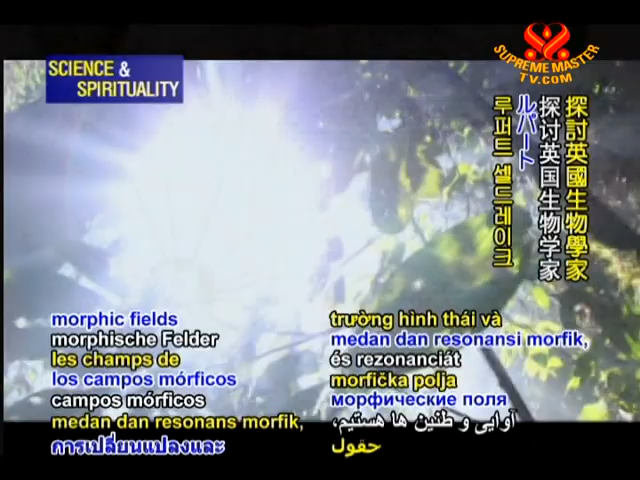 SUPREME MASTER
TV.COM
SCIENCE &
SPIRITUALITY
探討英國生物學家
探讨英国生物学家
ルパート
루퍼트 셀드레이크
morphic fields
morphische Felder
les champs de
los campos mórficos
campos mórficos
medan dan resonans morfik,
การเปลี่ยนแปลงและ
trường hình thái và
medan dan resonansi morfik,
és rezonanciát
morfička polja
морфические поля
آوایی و طنین ها هستیم،
حقول